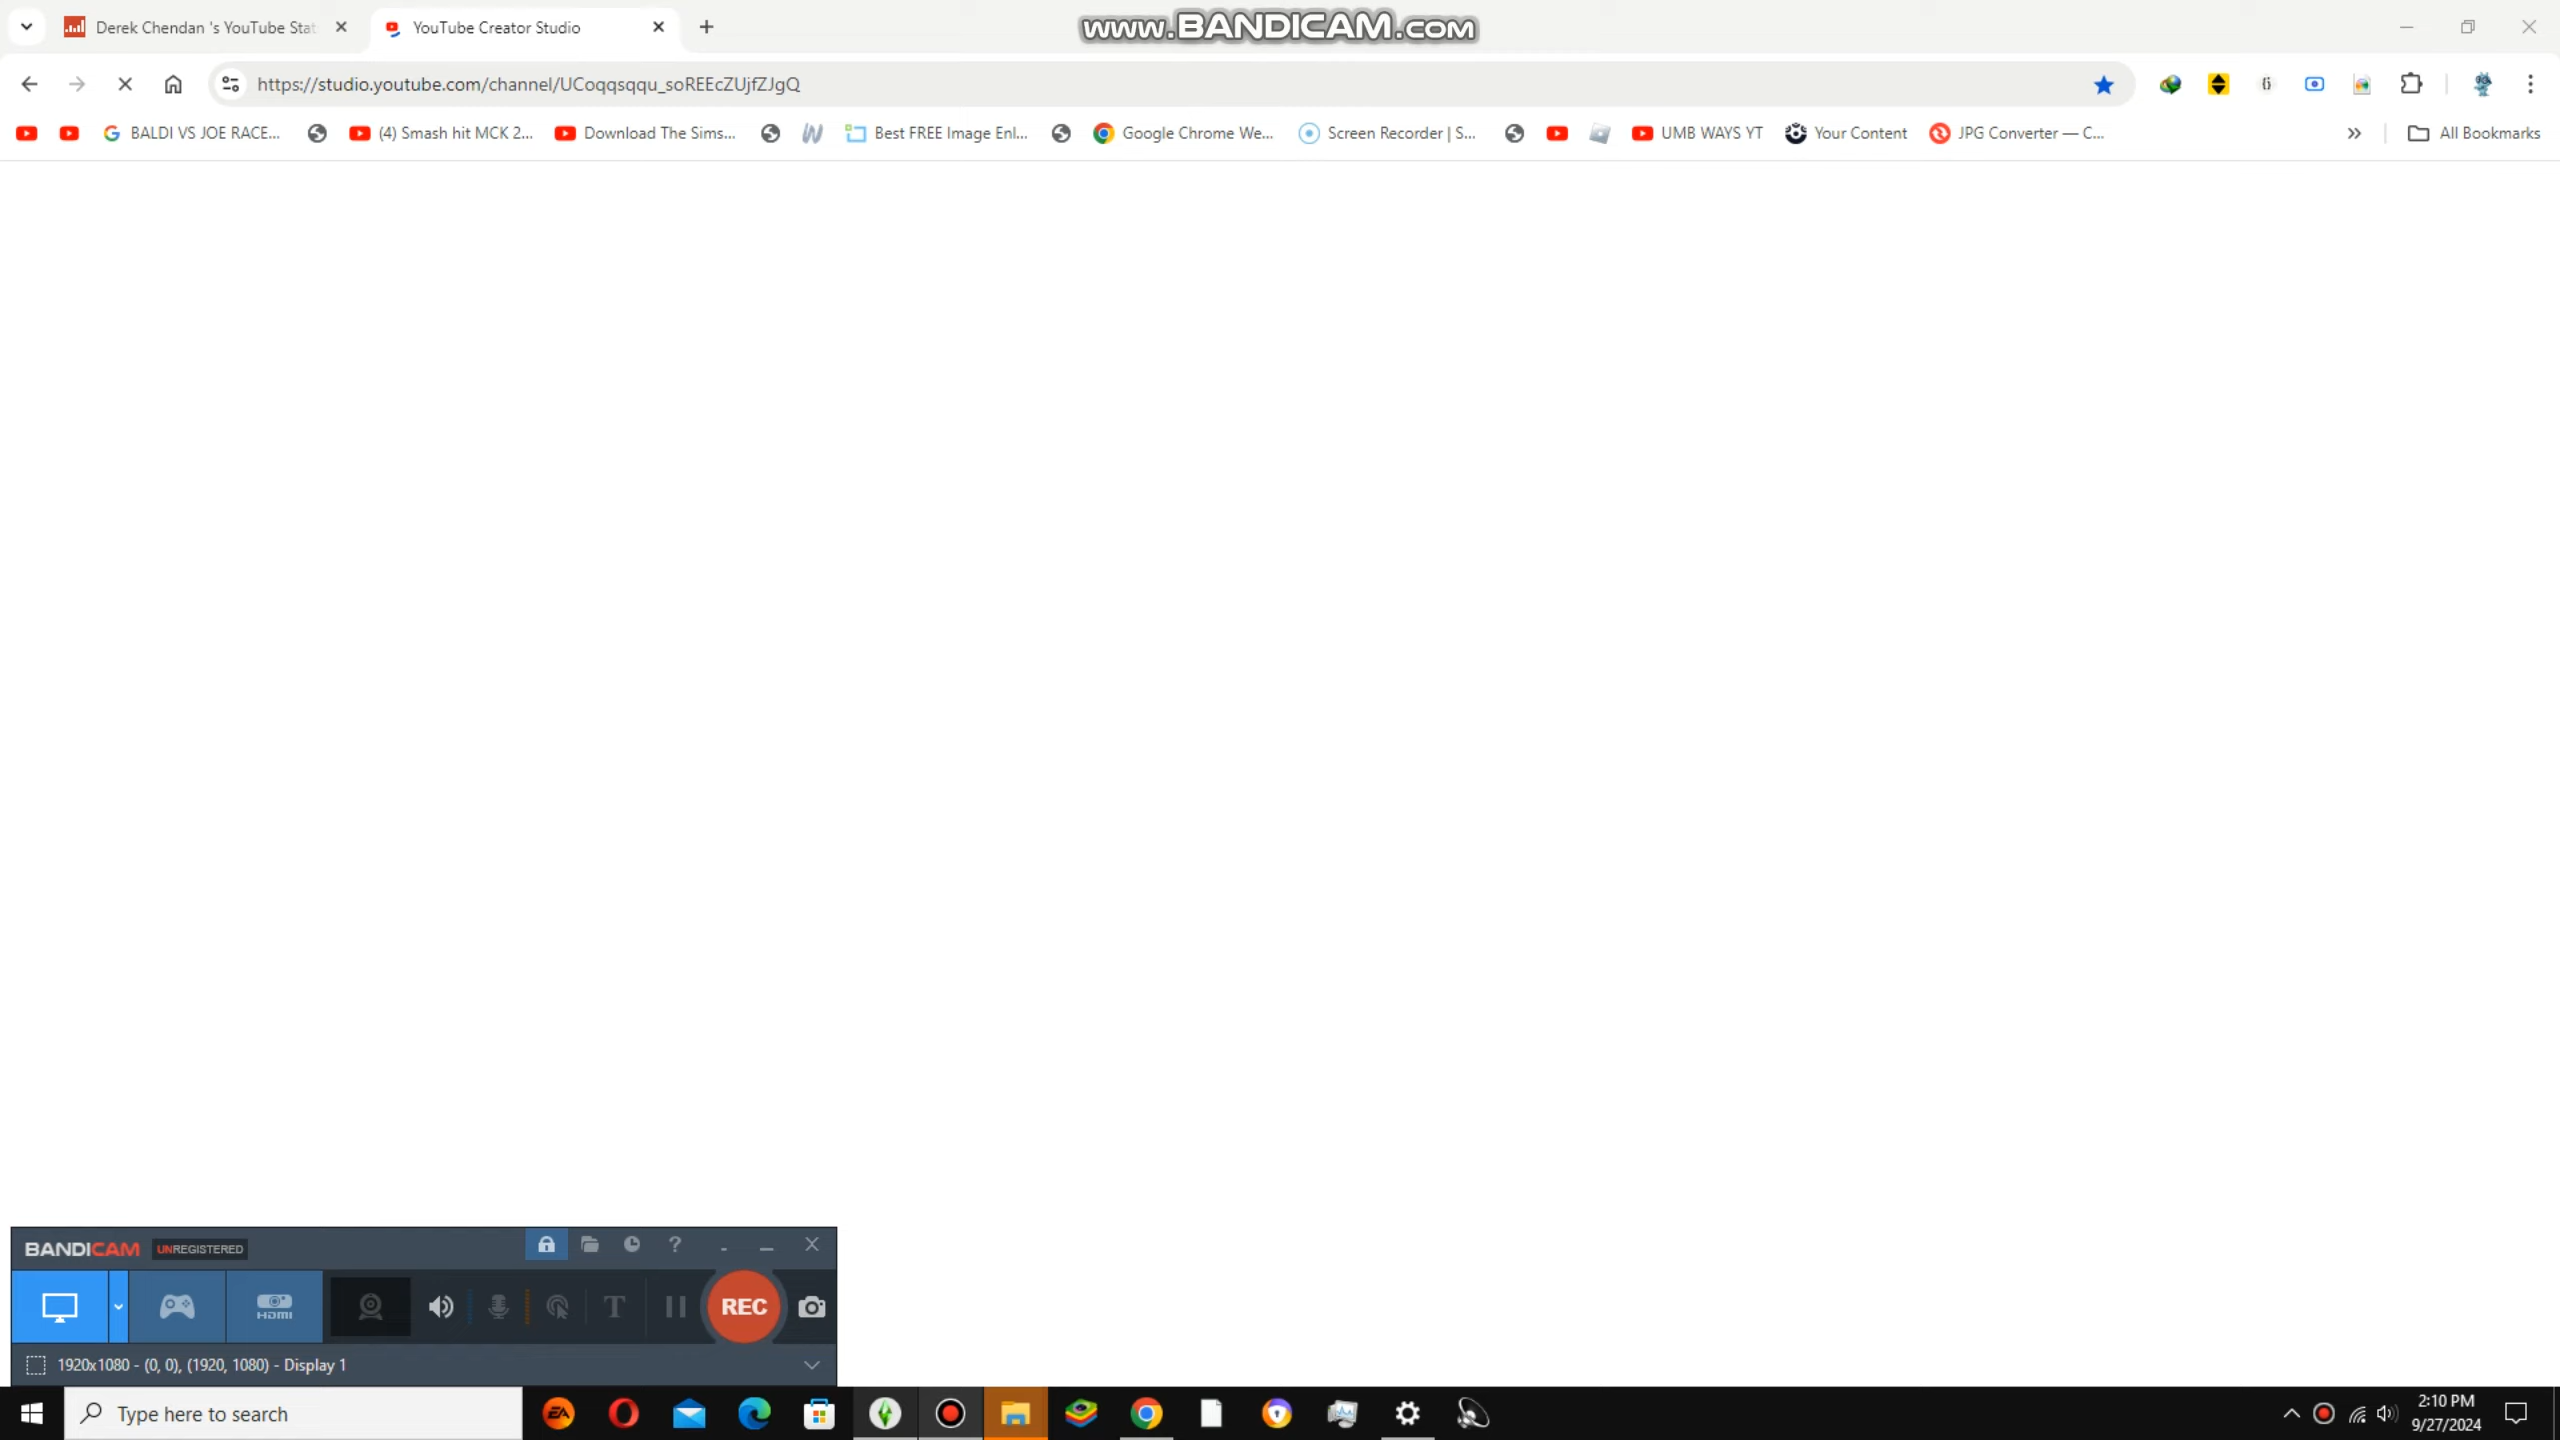 Derek Chendan 's YouTube Stat
YouTube Creator Studio
www.BANDICAM.com
https://studio.youtube.com/channel/UCoqqsqqu_soREEcZUjfZJgQ
BALDI VS JOE RACE...
(4) Smash hit MCK 2...
Download The Sims...
Best FREE Image Enl...
Google Chrome We...
Screen Recorder | S...
UMB WAYS YT
Your Content
JPG Converter — C...
All Bookmarks
BANDICAM UNREGISTERED
HDMI
T
REC
1920x1080 - (0, 0), (1920, 1080) - Display 1
Type here to search
EA
2:10 PM
9/27/2024